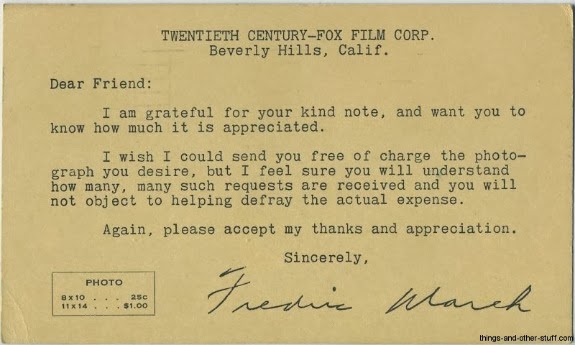 TWENTIETH CENTURY-FOX FILM CORP.
Beverly Hills, Calif.
Dear Friend:
I am grateful for your kind note, and want you to
know how much it is appreciated.
I wish I could send you free of charge the photo-
graph you desire, but I feel sure you will understand
how many, many such requests are received and you will
not object to helping defray the actual expense.
Again, please accept my thanks and appreciation.
Sincerely,
Fredric March
PHOTO
8x10 . . . 25c
11x14 . . . $1.00
things-and-other-stuff.com